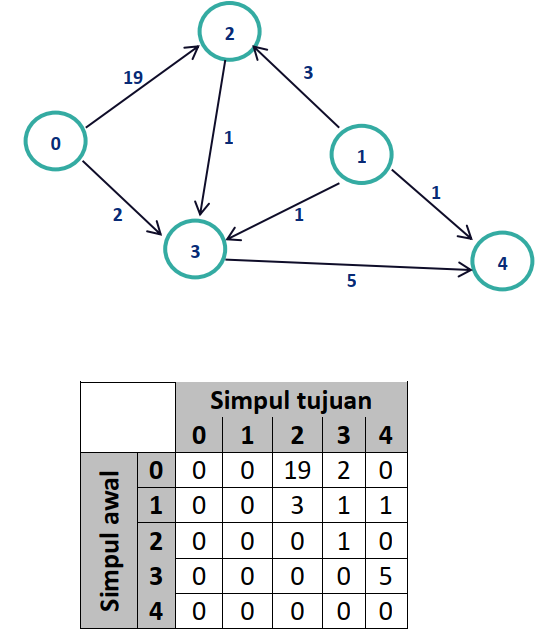 2
19
3
0
1
1
2
1
1
3
5
4
Simpul tujuan
0 1 2 3 4
Simpul awal
0 0 0 19 2 0
1 0 0 3 1 1
2 0 0 0 1 0
3 0 0 0 0 5
4 0 0 0 0 0